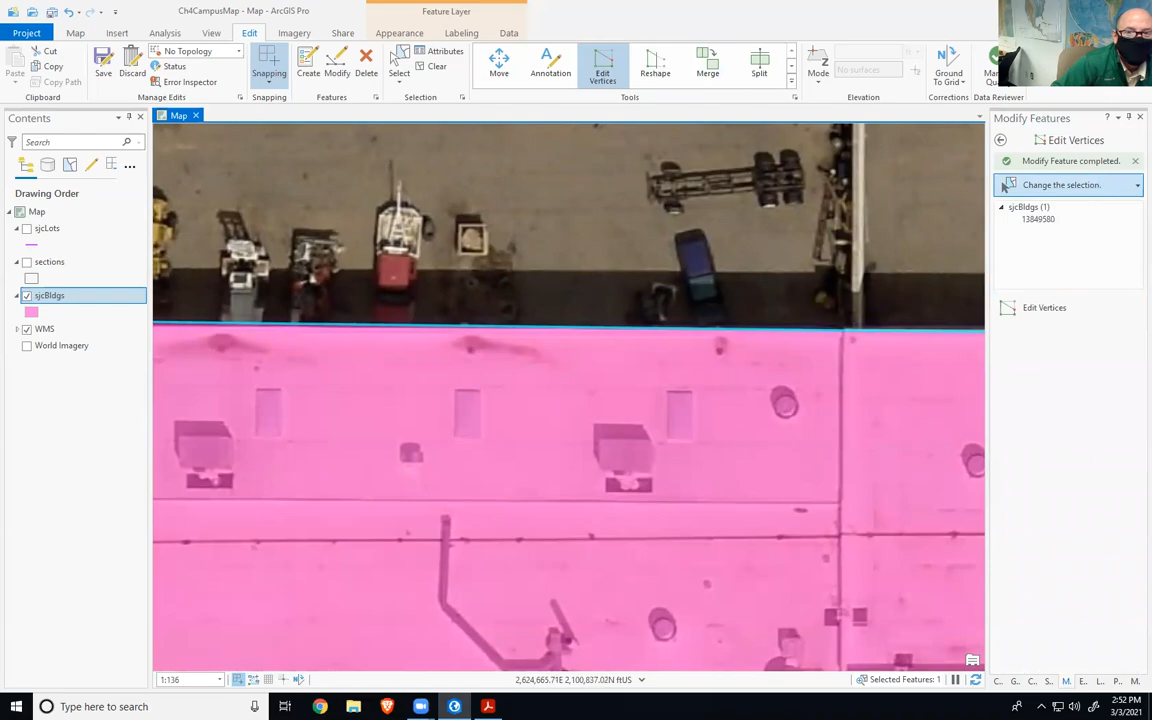 Ch4CampusMap - Map - ArcGIS Pro
Feature Layer
Project
Map
Insert
Analysis
View
Edit
Imagery
Share
Appearance
Labeling
Data
Paste
Cut
Copy
Copy Path
Clipboard
Save
Discard
No Topology
Status
Error Inspector
Manage Edits
Snapping
Snapping
Create
Modify
Delete
Features
Select
Attributes
Clear
Selection
Move
Annotation
Edit
Vertices
Reshape
Merge
Split
Tools
Mode
No surfaces
Elevation
Ground
To Grid
Corrections
Data Reviewer
Contents
Search
Drawing Order
Map
sjcLots
sections
sjcBldgs
WMS
World Imagery
Map
Modify Features
Edit Vertices
Modify Feature completed.
Change the selection.
sjcBldgs (1)
13849580
Edit Vertices
1:136
2,624,665.71E 2,100,837.02N ftUS
Selected Features: 1
C...
G...
C...
S...
M.
E...
L...
P...
M.
Type here to search
2:52 PM
3/3/2021